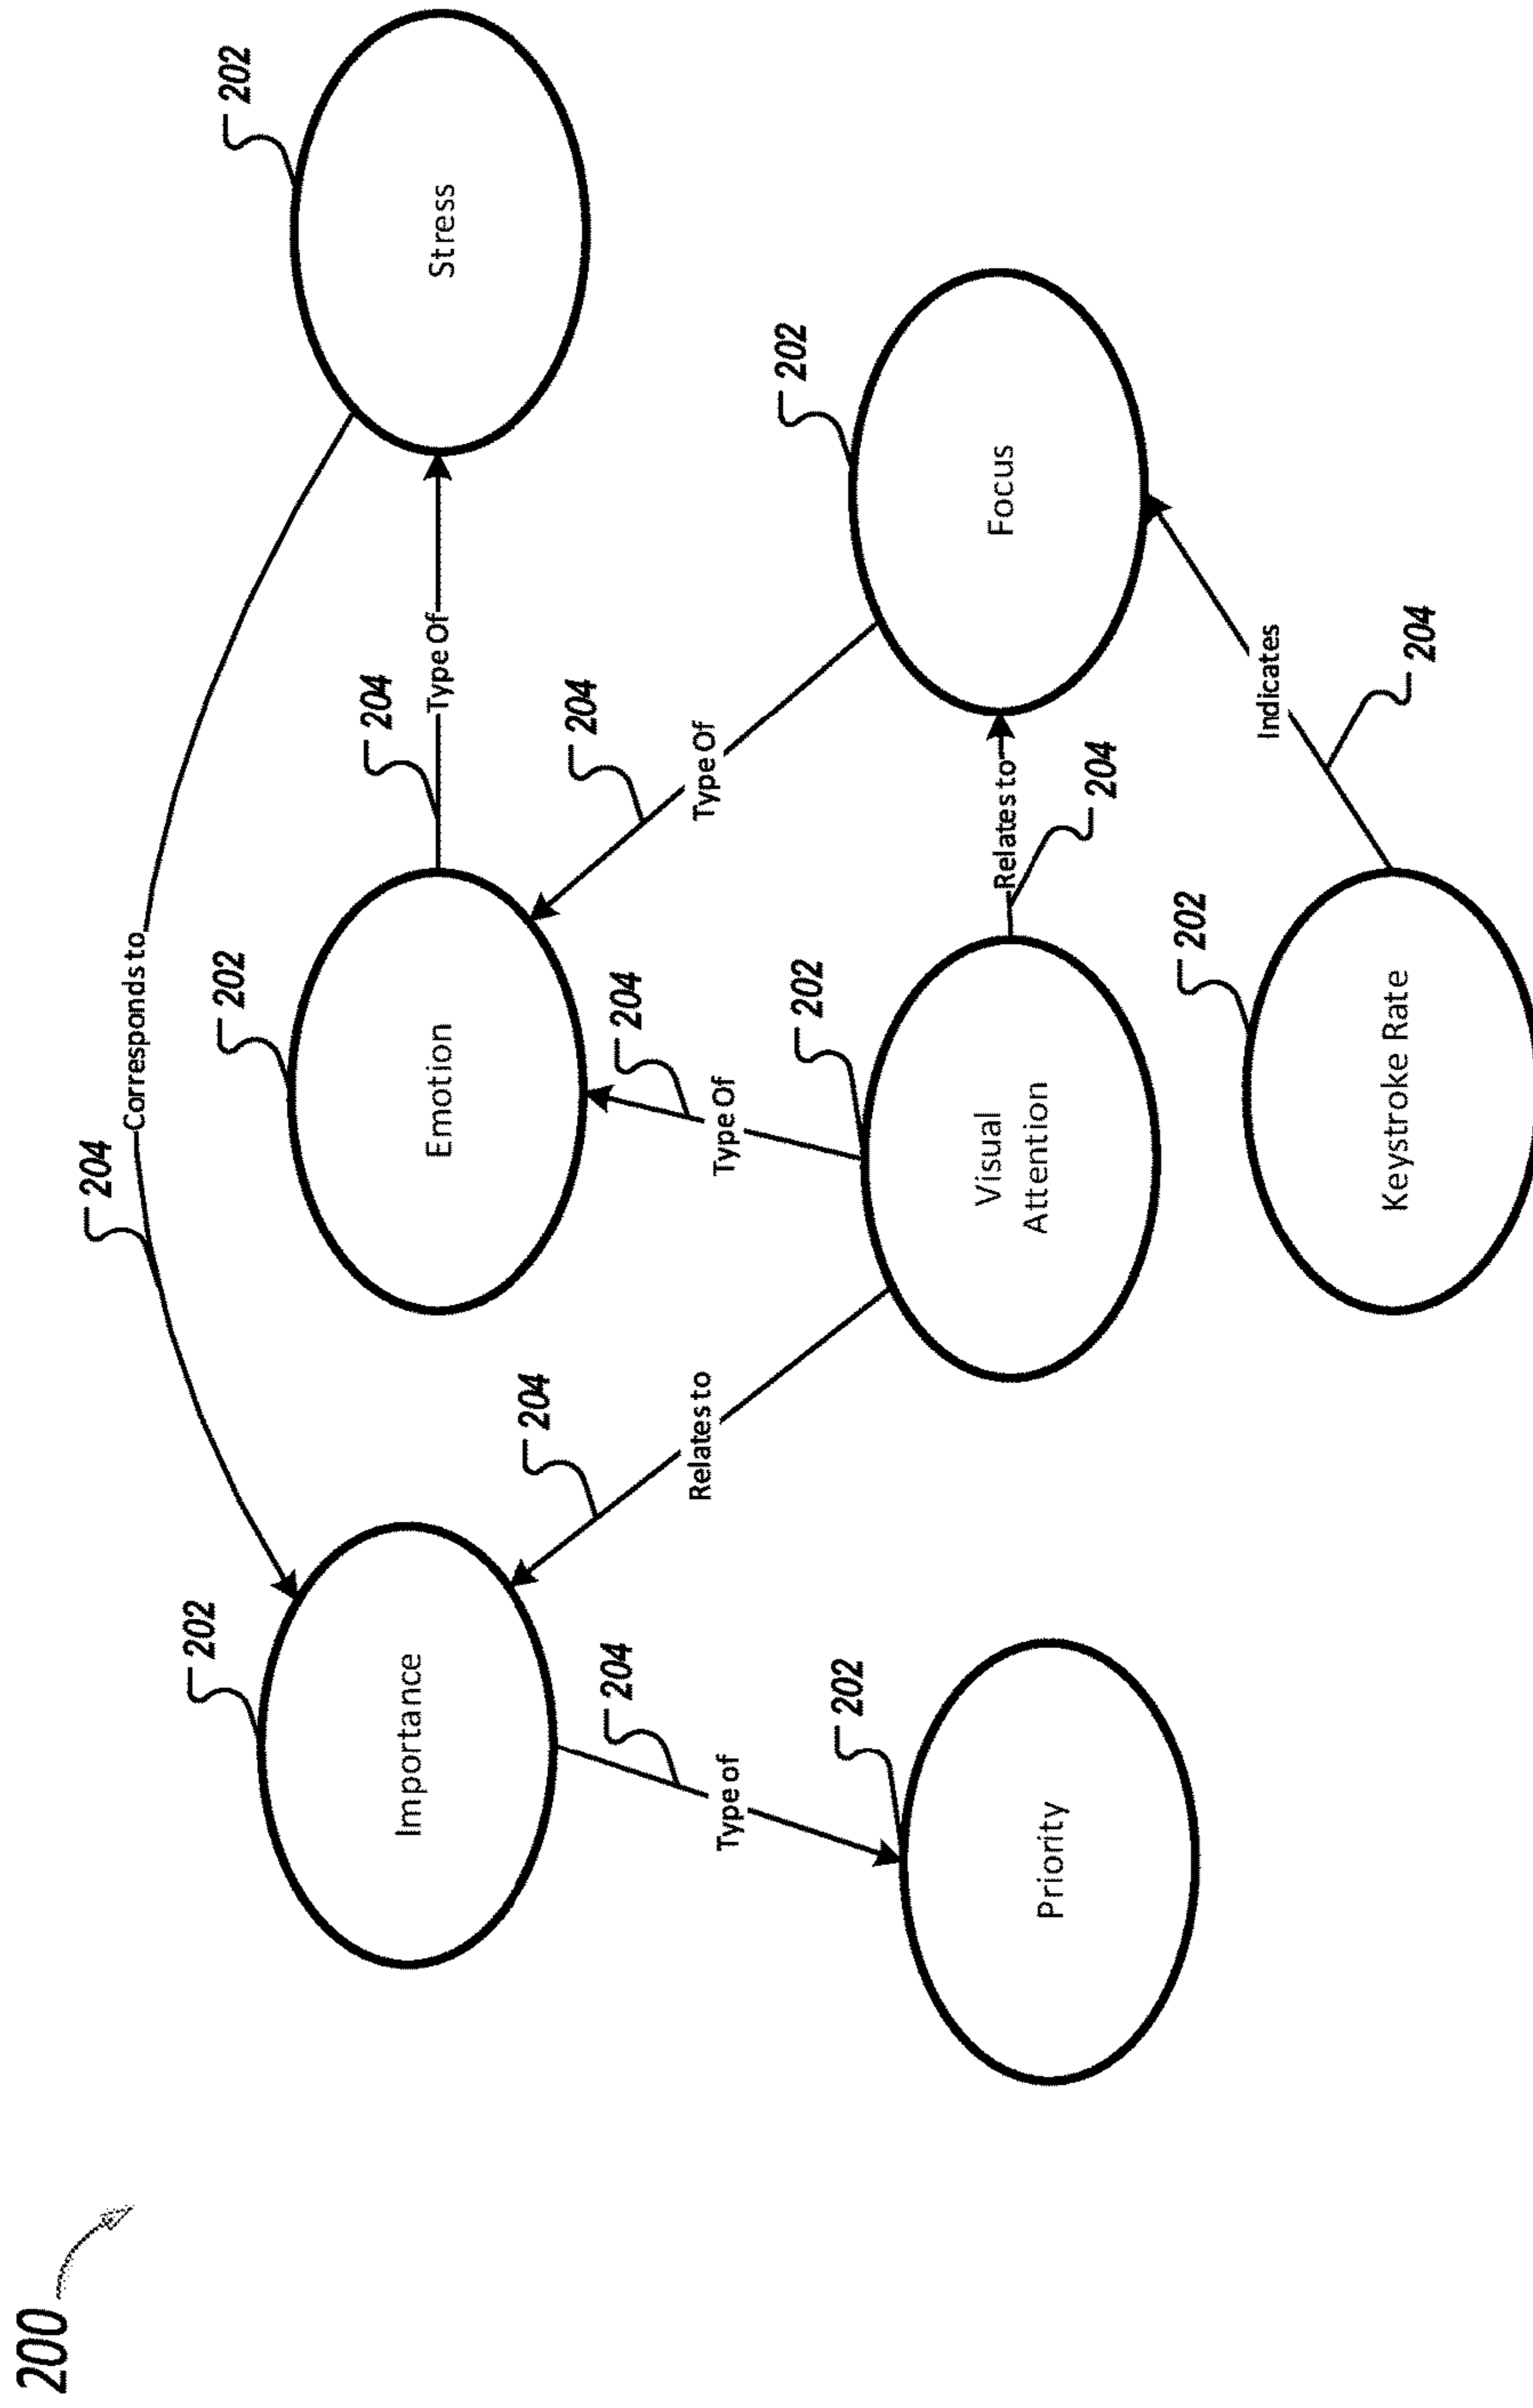 200
204
Corresponds to
202
202
202
204
Importance
Emotion
Type Of
Stress
204
204
204
204
Type of
Relates to
Type Of
Type Of
202
202
202
Priority
Visual
Attention
Relates to
Focus
204
202
Indicates
Keystroke Rate
204